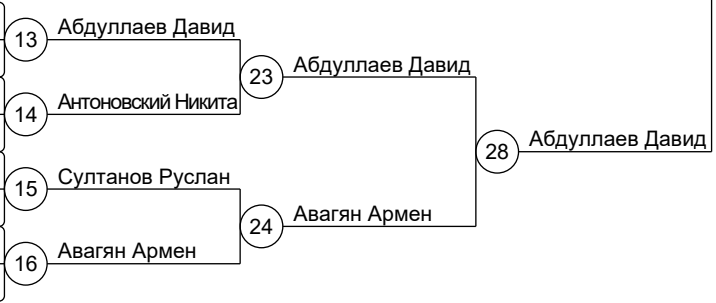 13 Абдуллаев Давид
23 Абдуллаев Давид
14 Антоновский Никита
28 Абдуллаев Давид
15 Султанов Руслан
24 Авагян Армен
16 Авагян Армен